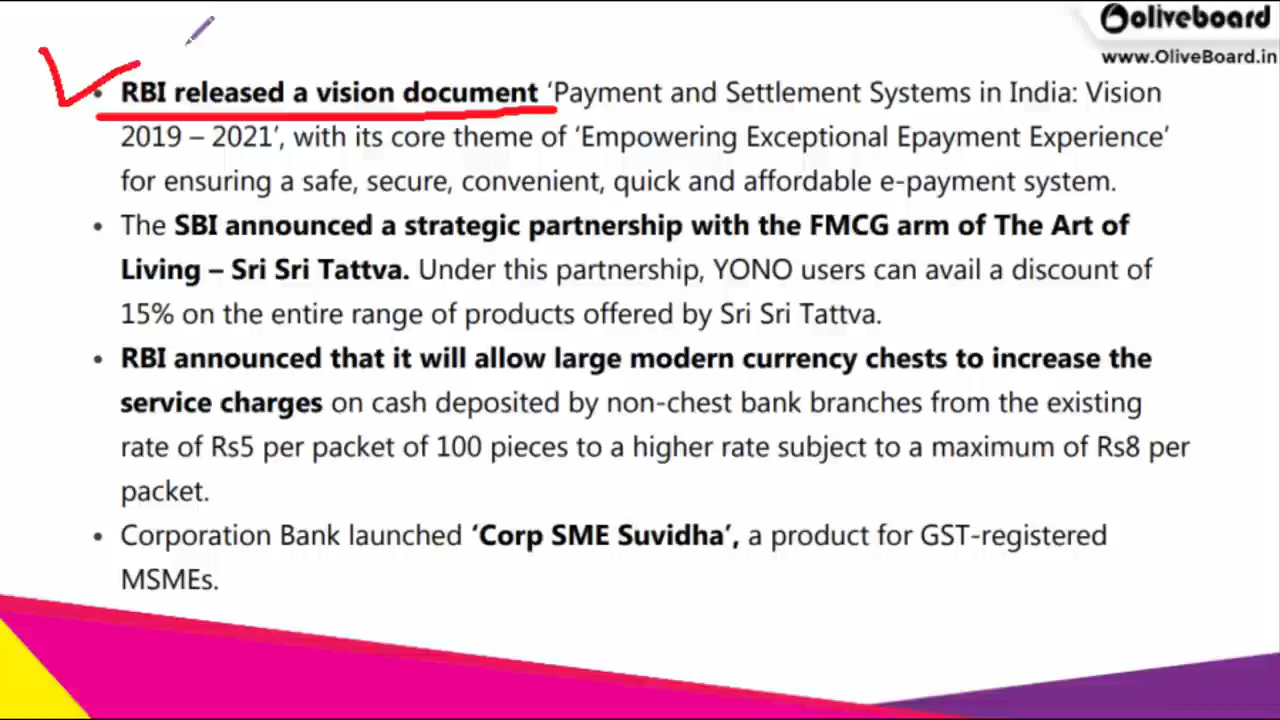 oliveboard
www.OliveBoard.in
• RBI released a vision document ‘Payment and Settlement Systems in India: Vision
2019 – 2021’, with its core theme of ‘Empowering Exceptional Epayment Experience’
for ensuring a safe, secure, convenient, quick and affordable e-payment system.
• The SBI announced a strategic partnership with the FMCG arm of The Art of
Living – Sri Sri Tattva. Under this partnership, YONO users can avail a discount of
15% on the entire range of products offered by Sri Sri Tattva.
• RBI announced that it will allow large modern currency chests to increase the
service charges on cash deposited by non-chest bank branches from the existing
rate of Rs5 per packet of 100 pieces to a higher rate subject to a maximum of Rs8 per
packet.
• Corporation Bank launched ‘Corp SME Suvidha’, a product for GST-registered
MSMEs.